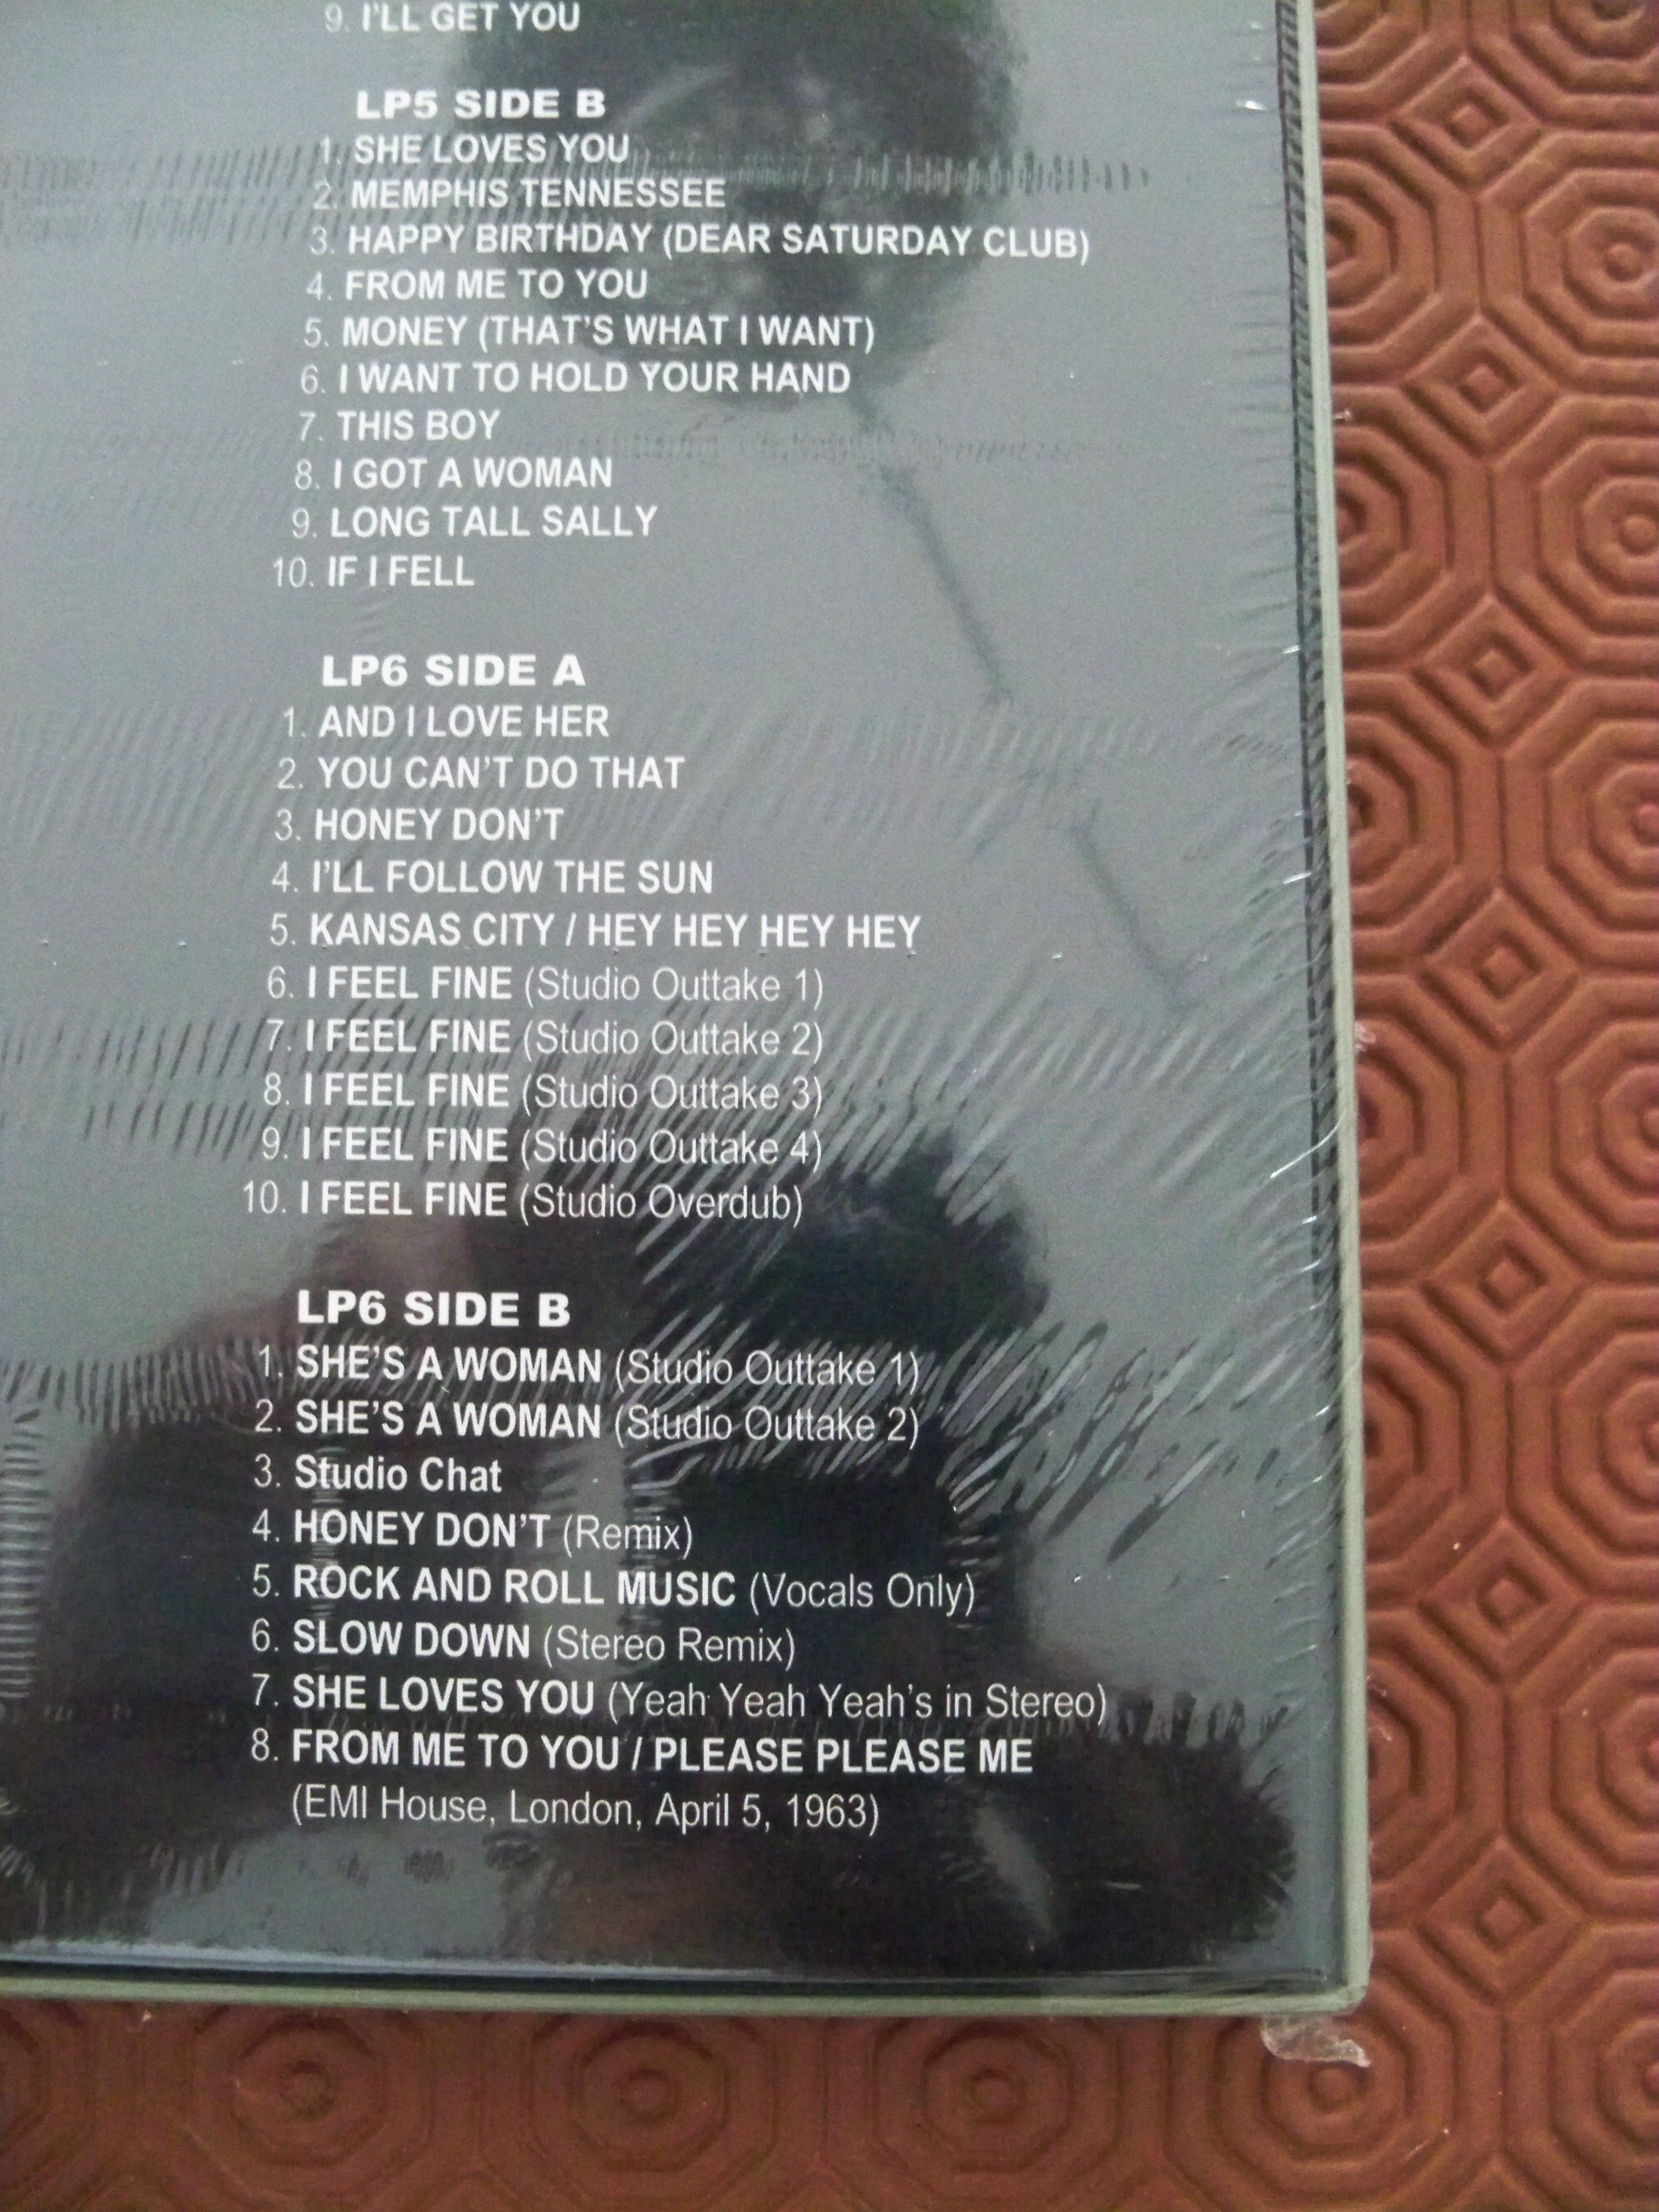 9. I'LL GET YOU
LP5 SIDE B
1. SHE LOVES YOU
2. MEMPHIS TENNESSEE
3. HAPPY BIRTHDAY (DEAR SATURDAY CLUB)
4. FROM ME TO YOU
5. MONEY (THAT'S WHAT I WANT)
6. I WANT TO HOLD YOUR HAND
7. THIS BOY
8. I GOT A WOMAN
9. LONG TALL SALLY
10. IF I FELL
LP6 SIDE A
1. AND I LOVE HER
2. YOU CAN'T DO THAT
3. HONEY DON'T
4. I'LL FOLLOW THE SUN
5. KANSAS CITY / HEY HEY HEY HEY
6. I FEEL FINE (Studio Outtake 1)
7. I FEEL FINE (Studio Outtake 2)
8. I FEEL FINE (Studio Outtake 3)
9. I FEEL FINE (Studio Outtake 4)
10. I FEEL FINE (Studio Overdub)
LP6 SIDE B
1. SHE'S A WOMAN (Studio Outtake 1)
2. SHE'S A WOMAN (Studio Outtake 2)
3. Studio Chat
4. HONEY DON'T (Remix)
5. ROCK AND ROLL MUSIC (Vocals Only)
6. SLOW DOWN (Stereo Remix)
7. SHE LOVES YOU (Yeah Yeah Yeah's in Stereo)
8. FROM ME TO YOU / PLEASE PLEASE ME
(EMI House, London, April 5, 1963)